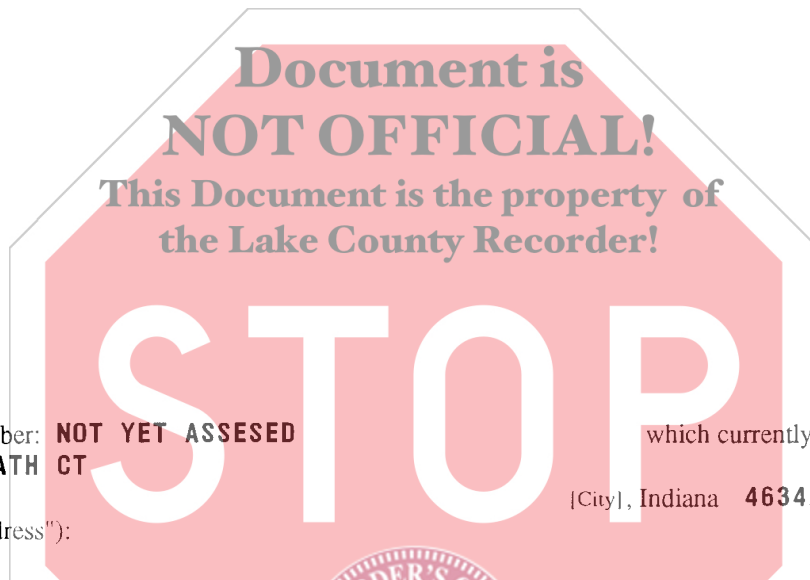 Document is
NOT OFFICIAL!
This Document is the property of
the Lake County Recorder!
STOP
ber: NOT YET ASSESED which currently
ATH CT
[City], Indiana 4634
dress"):
DER'S